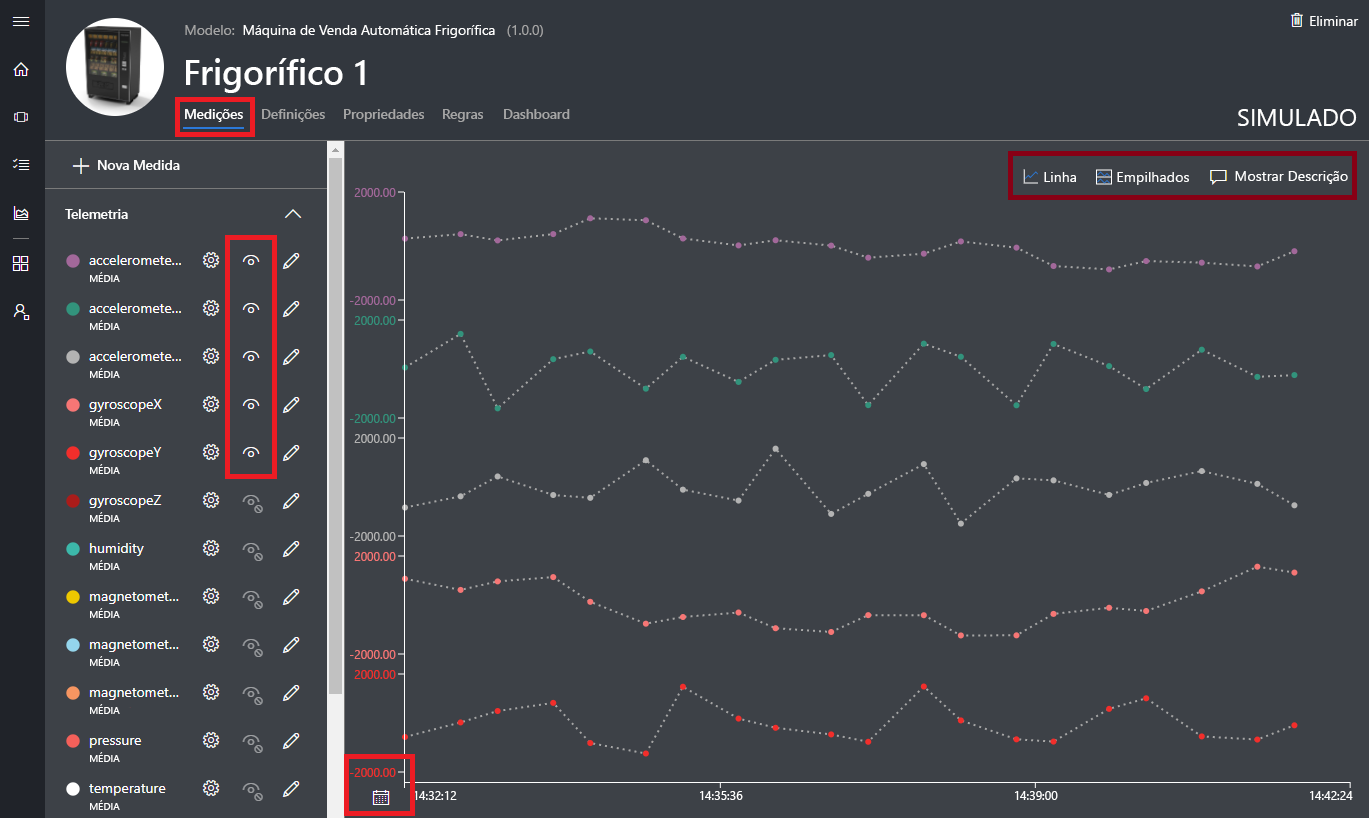 Modelo: Máquina de Venda Automática Frigorífica (1.0.0)
Eliminar
Frigorífico 1
Medições Definições Propriedades Regras Dashboard
SIMULADO
Nova Medida
Linha Empilhados Mostrar Descrição
Telemetria
acceleromete...
MÉDIA
acceleromete...
MÉDIA
acceleromete...
MÉDIA
gyroscopeX
MÉDIA
gyroscopeY
MÉDIA
gyroscopeZ
MÉDIA
humidity
MÉDIA
magnetomet...
MÉDIA
magnetomet...
MÉDIA
magnetomet...
MÉDIA
pressure
MÉDIA
temperature
MÉDIA
2000.00
-2000.00
2000.00
-2000.00
2000.00
-2000.00
2000.00
-2000.00
2000.00
-2000.00
14:32:12 14:35:36 14:39:00 14:42:24